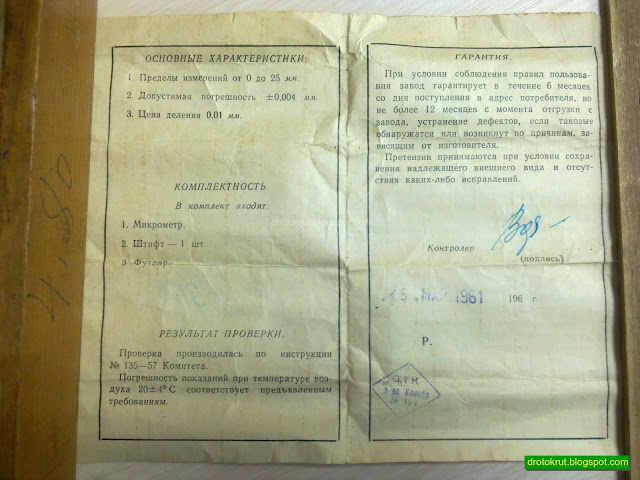 ОСНОВНЫЕ ХАРАКТЕРИСТИКИ:
1. Пределы измерений от 0 до 25 мм.
2. Допустимая погрешность ±0,004 мм.
3. Цена деления 0,01 мм.
КОМПЛЕКТНОСТЬ
В комплект входят:
1. Микрометр.
2. Штифт — 1 шт
3 Футляр.
РЕЗУЛЬТАТ ПРОВЕРКИ.
Проверка производилась по инструкции
№ 135—57 Комитета.
Погрешность показаний при температуре воз-
духа 20±4° С соответствует предъявленным
требованиям.
ГАРАНТИЯ.
При условии соблюдения правил пользова-
ния завод гарантирует в течение 6 месяцев
со дня поступления в адрес потребителя, но
не более 12 месяцев с момента отгрузки с
завода, устранение дефектов, если таковые
обнаружатся или возникнут по причинам, за-
висящим от изготовителя.
Претензии принимаются при условии сохра-
нения надлежащего внешнего вида и отсут-
ствия каких-либо исправлений.
Контролер
(подпись)
1961 196 г.
Р.
ОТК
drotokrut.blogspot.com